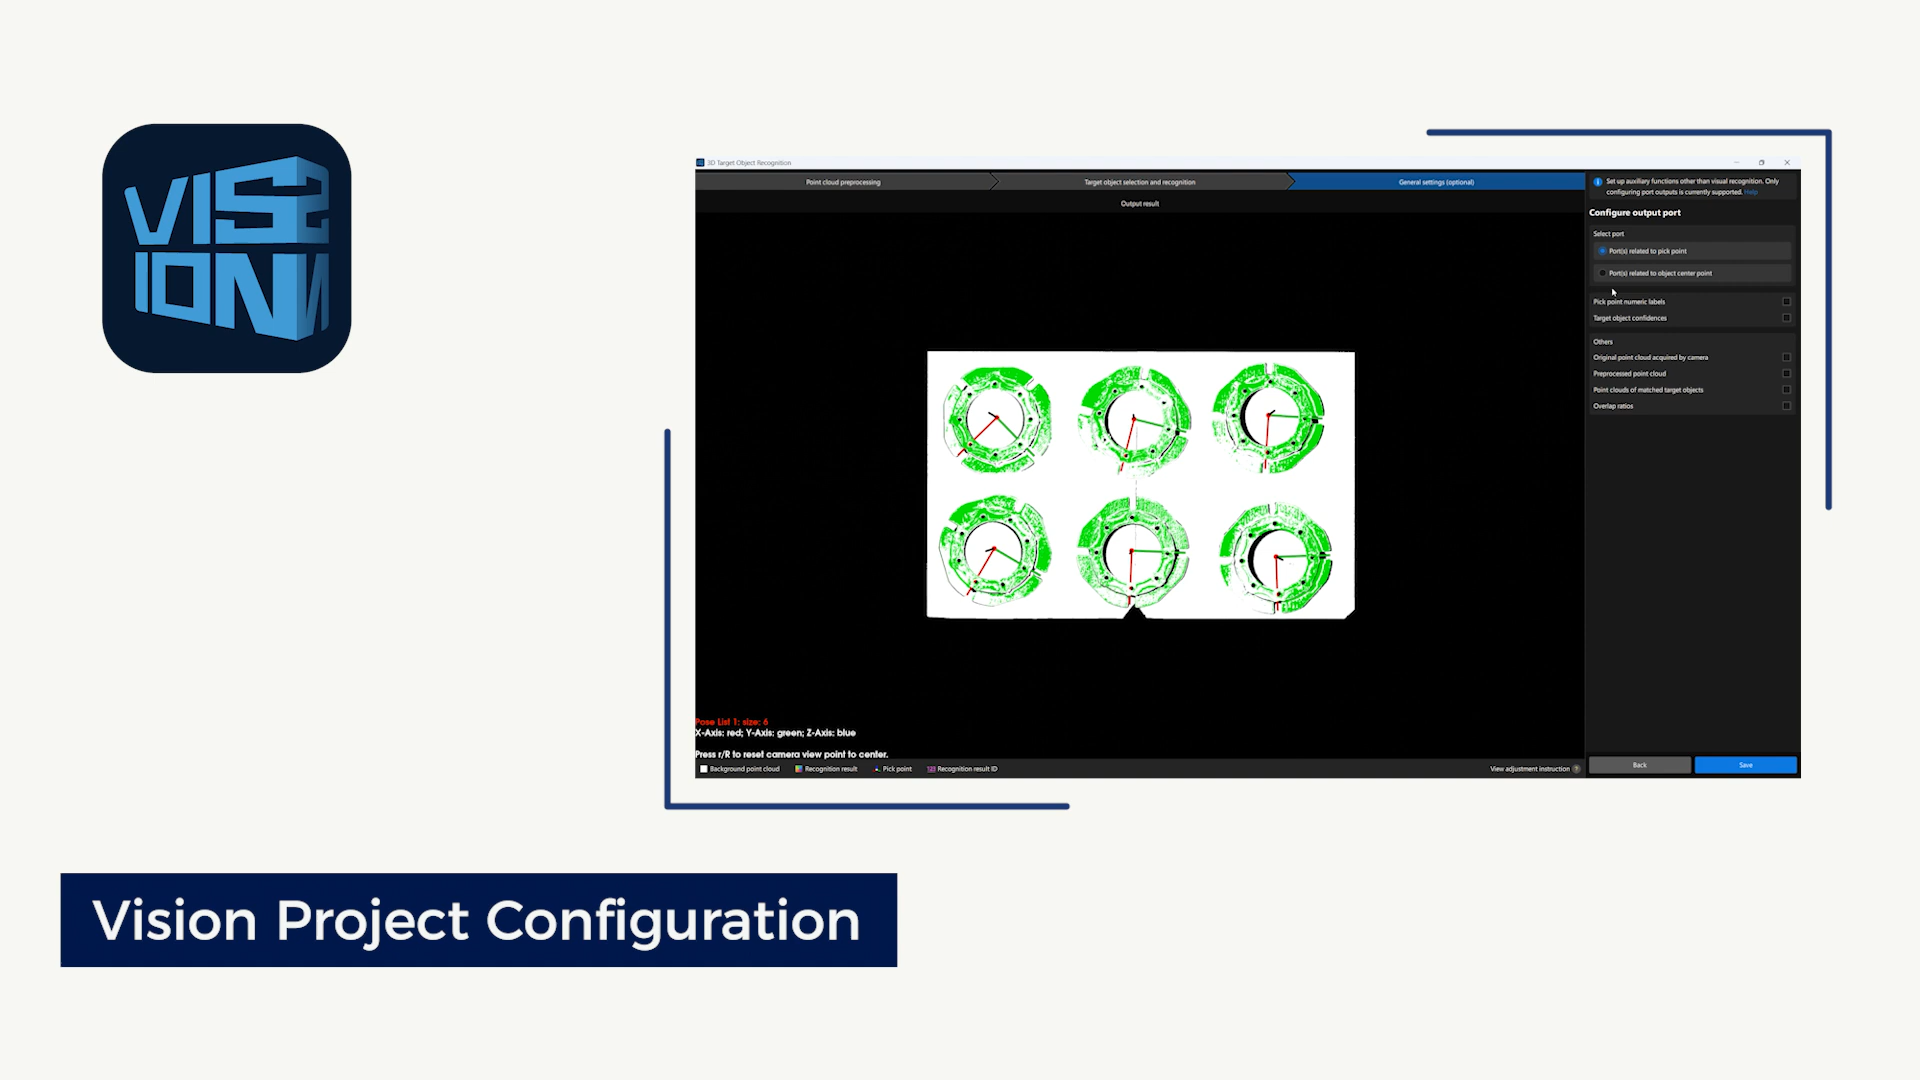 VIS
ION
3D Target Object Recognition
Point cloud preprocessing
Target object selection and recognition
General settings (optional)
Output result
Set up auxiliary functions other than visual recognition. Only
configuring port outputs is currently supported. Help
Configure output port
Select port
Port(s) related to pick point
Port(s) related to object center point
Pick point numeric labels
Target object confidences
Others
Original point cloud acquired by camera
Preprocessed point cloud
Point clouds of matched target objects
Overlap ratios
Pose List 1: size: 6
X-Axis: red; Y-Axis: green; Z-Axis: blue
Press r/R to reset camera view point to center.
Background point cloud
Recognition result
Pick point
123 Recognition result ID
View adjustment instruction ?
Back
Save
Vision Project Configuration